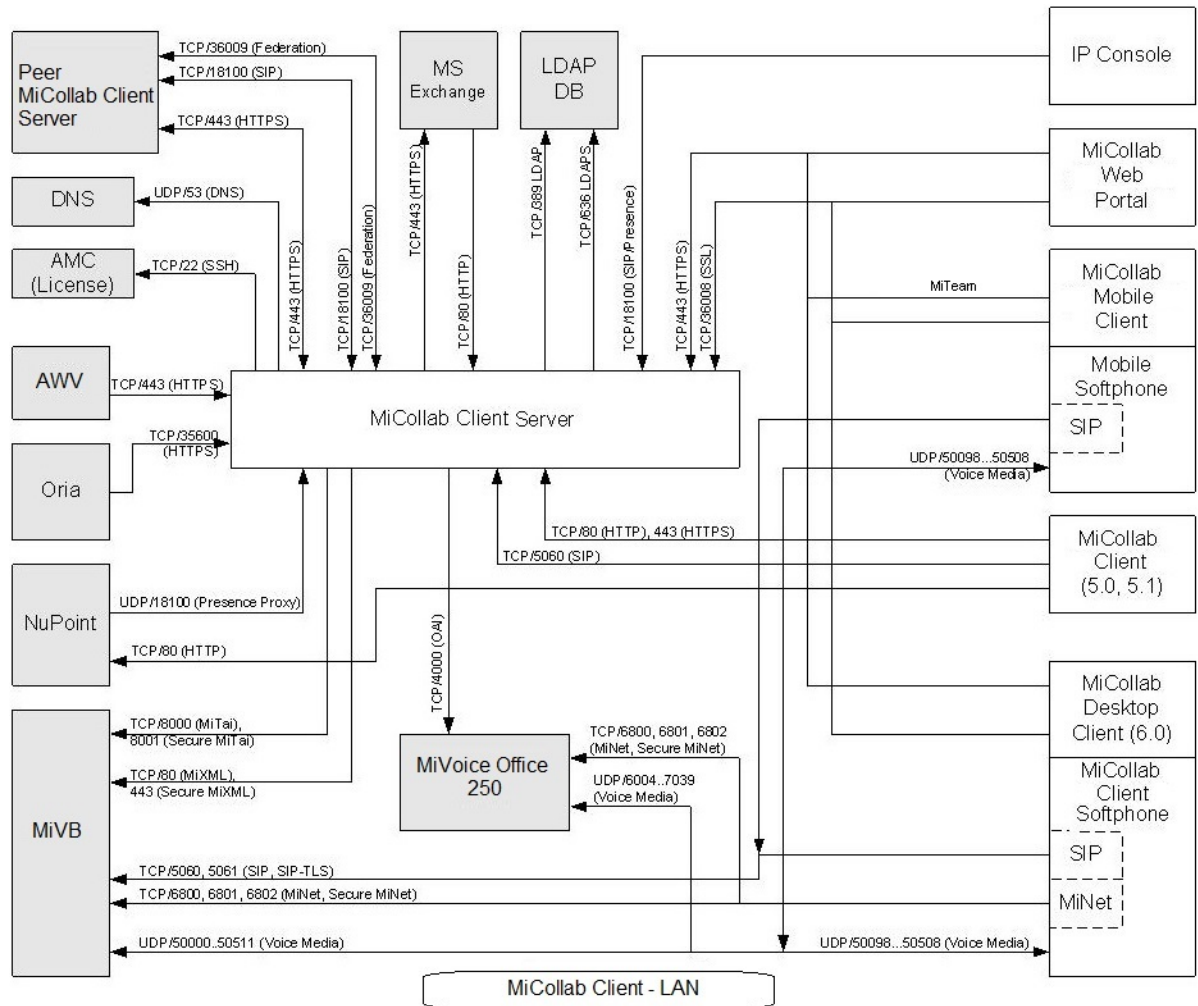 TCP/36009 (Federation)
TCP/18100 (SIP)
TCP/443 (HTTPS)
Peer
MiCollab Client
Server
MS
Exchange
LDAP
DB
IP Console
DNS
UDP/53 (DNS)
AMC
(License)
TCP/22 (SSH)
TCP/443 (HTTPS)
TCP/18100 (SIP)
TCP/36009 (Federation)
TCP/443 (HTTPS)
TCP/80 (HTTP)
TCP/389 LDAP
TCP/636 LDAPS
TCP/18100 (SIP/Presence)
TCP/443 (HTTPS)
TCP/36008 (SSL)
MiCollab
Web
Portal
MiTeam
MiCollab
Mobile
Client
Mobile
Softphone
SIP
UDP/50098...50508
(Voice Media)
AWV
TCP/443 (HTTPS)
MiCollab Client Server
Oria
TCP/35600
(HTTPS)
TCP/80 (HTTP), 443 (HTTPS)
TCP/5060 (SIP)
MiCollab
Client
(5.0, 5.1)
NuPoint
UDP/18100 (Presence Proxy)
TCP/80 (HTTP)
TCP/4000 (OAI)
MiCollab
Desktop
Client (6.0)
MiCollab
Client
Softphone
SIP
MiNet
MiVB
TCP/8000 (MiTai),
8001 (Secure MiTai)
TCP/80 (MiXML),
443 (Secure MiXML)
MiVoice Office
250
TCP/6800, 6801, 6802
(MiNet, Secure MiNet)
UDP/6004..7039
(Voice Media)
TCP/5060, 5061 (SIP, SIP-TLS)
TCP/6800, 6801, 6802 (MiNet, Secure MiNet)
UDP/50000..50511 (Voice Media)
UDP/50098...50508 (Voice Media)
MiCollab Client - LAN